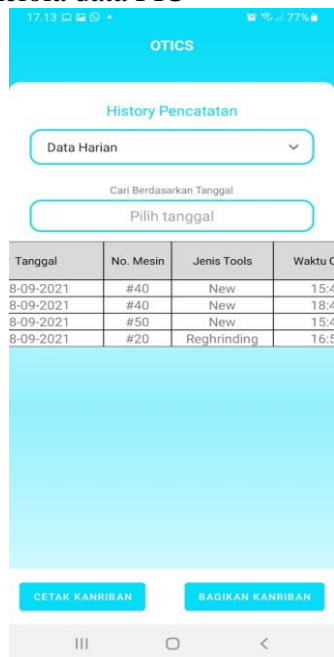 17.13 77%
OTICS
History Pencatatan
Data Harian
Cari Berdasarkan Tanggal
Pilih tanggal
Tanggal No. Mesin Jenis Tools Waktu
8-09-2021 #40 New 15:4
8-09-2021 #40 New 18:4
8-09-2021 #50 New 15:4
8-09-2021 #20 Reghrinding 16:5
CETAK KANRIBAN BAGIKAN KANRIBAN